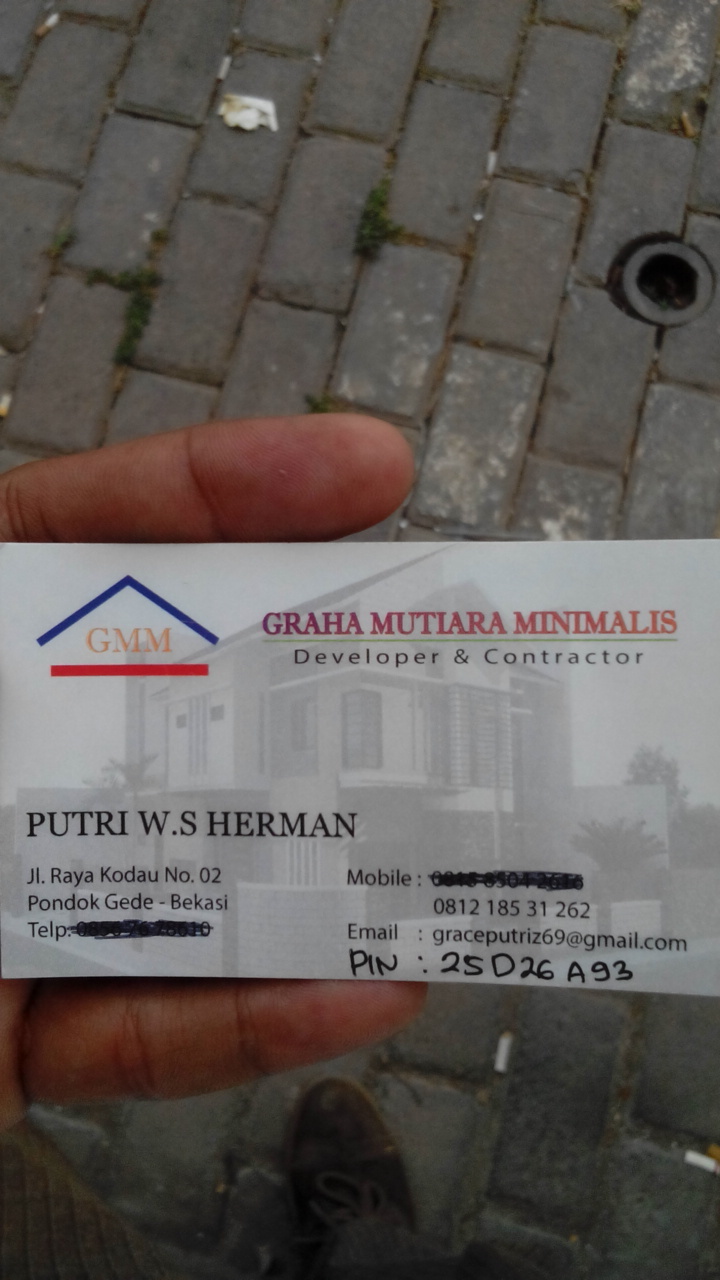 GMM
GRAHA MUTIARA MINIMALIS
Developer & Contractor
PUTRI W.S HERMAN
Jl. Raya Kodau No. 02
Pondok Gede - Bekasi
Telp:
Mobile :
0812 185 31 262
Email : graceputriz69@gmail.com
PIN : 25D26A93